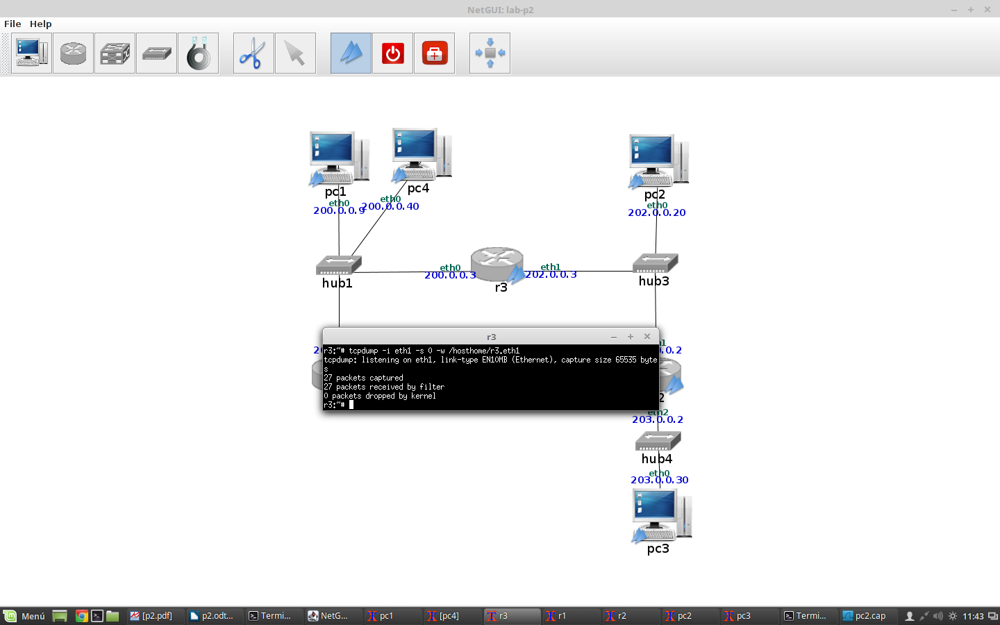 NetGUI: lab-p2
File Help
pc1
pc4
pc2
eth0
200.0.0.9
eth0
200.0.0.40
eth0
202.0.0.20
hub1
eth0
200.0.0.3
r3
eth1
202.0.0.3
hub3
r3
r3:~# tcpdump -i eth1 -s 0 -w /hosthome/r3.eth1
tcpdump: listening on eth1, link-type EN10MB (Ethernet), capture size 65535 byte
s
27 packets captured
27 packets received by filter
0 packets dropped by kernel
r3:~#
eth2
203.0.0.2
hub4
eth0
203.0.0.30
pc3
Menú [p2.pdf] p2.odt... Termi... NetG... pc1 [pc4] r3 r1 r2 pc2 pc3 Termi... pc2.cap 11:43